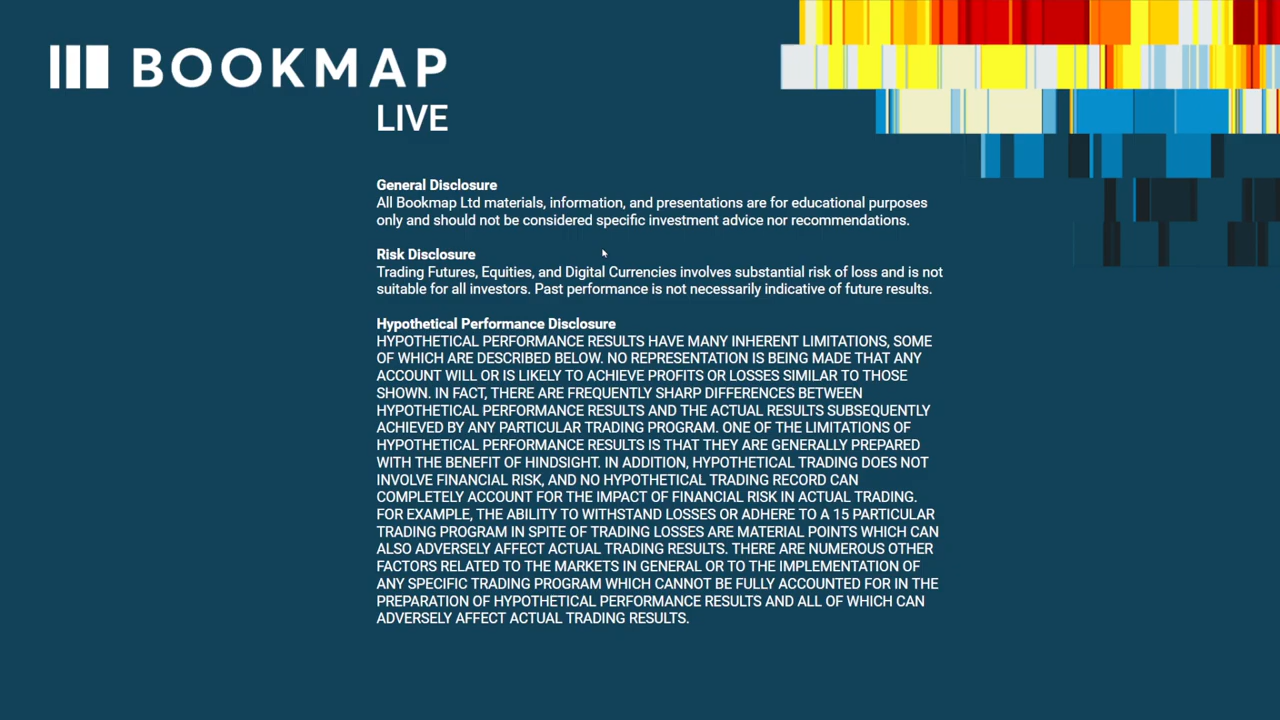 BOOKMAP
LIVE
General Disclosure
All Bookmap Ltd materials, information, and presentations are for educational purposes
only and should not be considered specific investment advice nor recommendations.
Risk Disclosure
Trading Futures, Equities, and Digital Currencies involves substantial risk of loss and is not
suitable for all investors. Past performance is not necessarily indicative of future results.
Hypothetical Performance Disclosure
HYPOTHETICAL PERFORMANCE RESULTS HAVE MANY INHERENT LIMITATIONS, SOME
OF WHICH ARE DESCRIBED BELOW. NO REPRESENTATION IS BEING MADE THAT ANY
ACCOUNT WILL OR IS LIKELY TO ACHIEVE PROFITS OR LOSSES SIMILAR TO THOSE
SHOWN. IN FACT, THERE ARE FREQUENTLY SHARP DIFFERENCES BETWEEN
HYPOTHETICAL PERFORMANCE RESULTS AND THE ACTUAL RESULTS SUBSEQUENTLY
ACHIEVED BY ANY PARTICULAR TRADING PROGRAM. ONE OF THE LIMITATIONS OF
HYPOTHETICAL PERFORMANCE RESULTS IS THAT THEY ARE GENERALLY PREPARED
WITH THE BENEFIT OF HINDSIGHT. IN ADDITION, HYPOTHETICAL TRADING DOES NOT
INVOLVE FINANCIAL RISK, AND NO HYPOTHETICAL TRADING RECORD CAN
COMPLETELY ACCOUNT FOR THE IMPACT OF FINANCIAL RISK IN ACTUAL TRADING.
FOR EXAMPLE, THE ABILITY TO WITHSTAND LOSSES OR ADHERE TO A 15 PARTICULAR
TRADING PROGRAM IN SPITE OF TRADING LOSSES ARE MATERIAL POINTS WHICH CAN
ALSO ADVERSELY AFFECT ACTUAL TRADING RESULTS. THERE ARE NUMEROUS OTHER
FACTORS RELATED TO THE MARKETS IN GENERAL OR TO THE IMPLEMENTATION OF
ANY SPECIFIC TRADING PROGRAM WHICH CANNOT BE FULLY ACCOUNTED FOR IN THE
PREPARATION OF HYPOTHETICAL PERFORMANCE RESULTS AND ALL OF WHICH CAN
ADVERSELY AFFECT ACTUAL TRADING RESULTS.